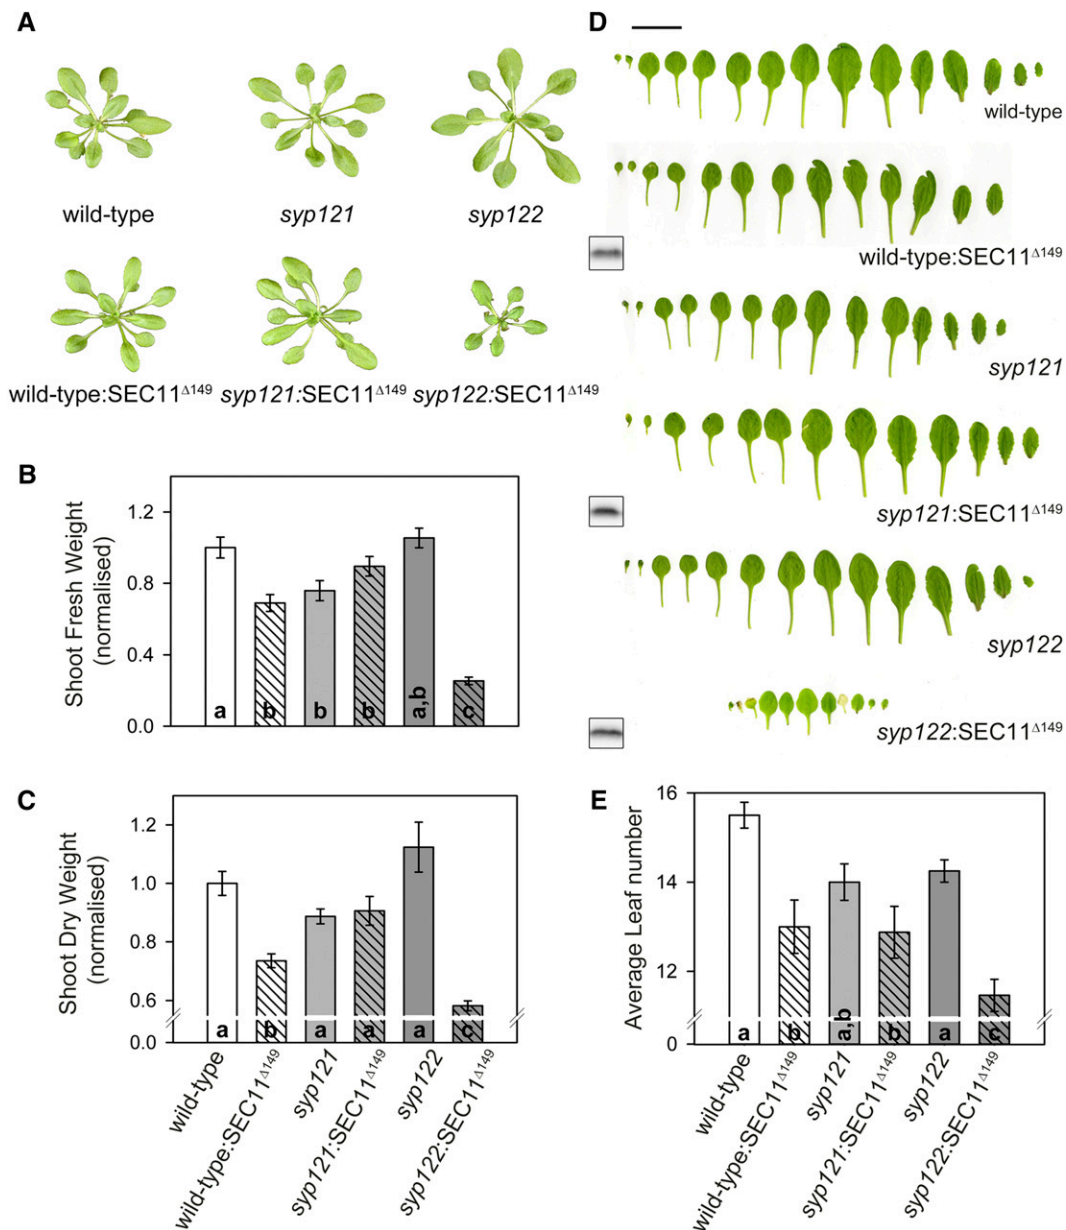 A
wild-type
syp121
syp122
wild-type:SEC11Δ149
syp121:SEC11Δ149
syp122:SEC11Δ149
B
Shoot Fresh Weight
(normalised)
1.2
1.0
0.8
0.4
0.0
a
b
b
b
a,b
c
C
Shoot Dry Weight
(normalised)
1.2
1.0
0.8
0.6
0.0
a
b
a
a
a
c
wild-type
wild-type:SEC11Δ149
syp121
syp121:SEC11Δ149
syp122
syp122:SEC11Δ149
D
wild-type
wild-type:SEC11Δ149
syp121
syp121:SEC11Δ149
syp122
syp122:SEC11Δ149
E
Average Leaf number
16
14
12
0
a
b
a,b
b
a
c
wild-type
wild-type:SEC11Δ149
syp121
syp121:SEC11Δ149
syp122
syp122:SEC11Δ149